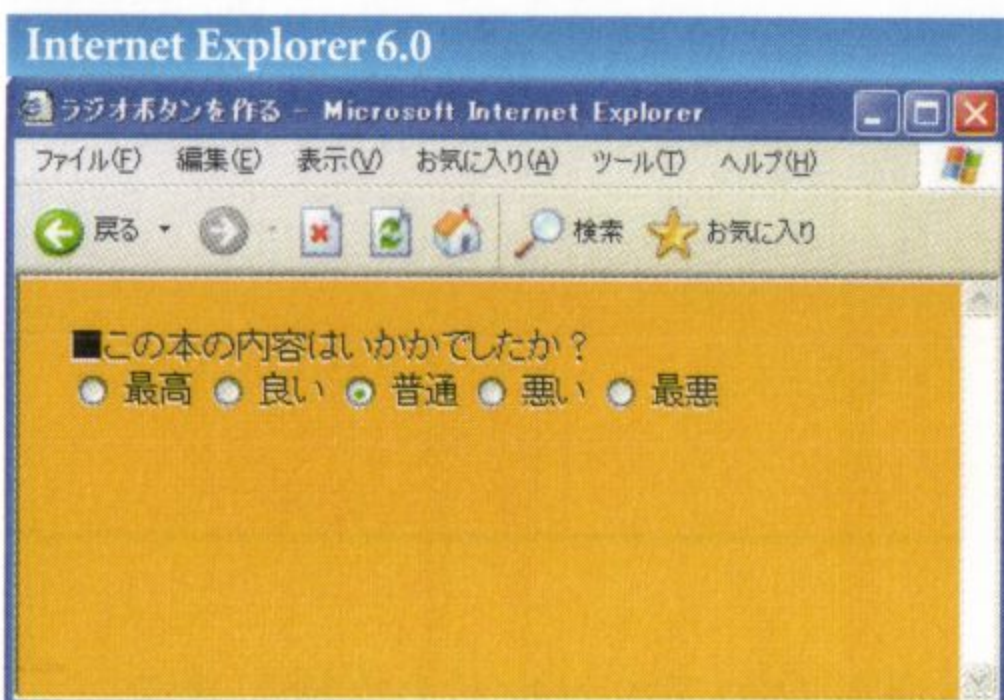 Internet Explorer 6.0
ラジオボタンを作る - Microsoft Internet Explorer
ファイル(F) 編集(E) 表示(V) お気に入り(A) ツール(T) ヘルプ(H)
戻る 検索 お気に入り
■この本の内容はいかかでしたか？
最高 良い 普通 悪い 最悪